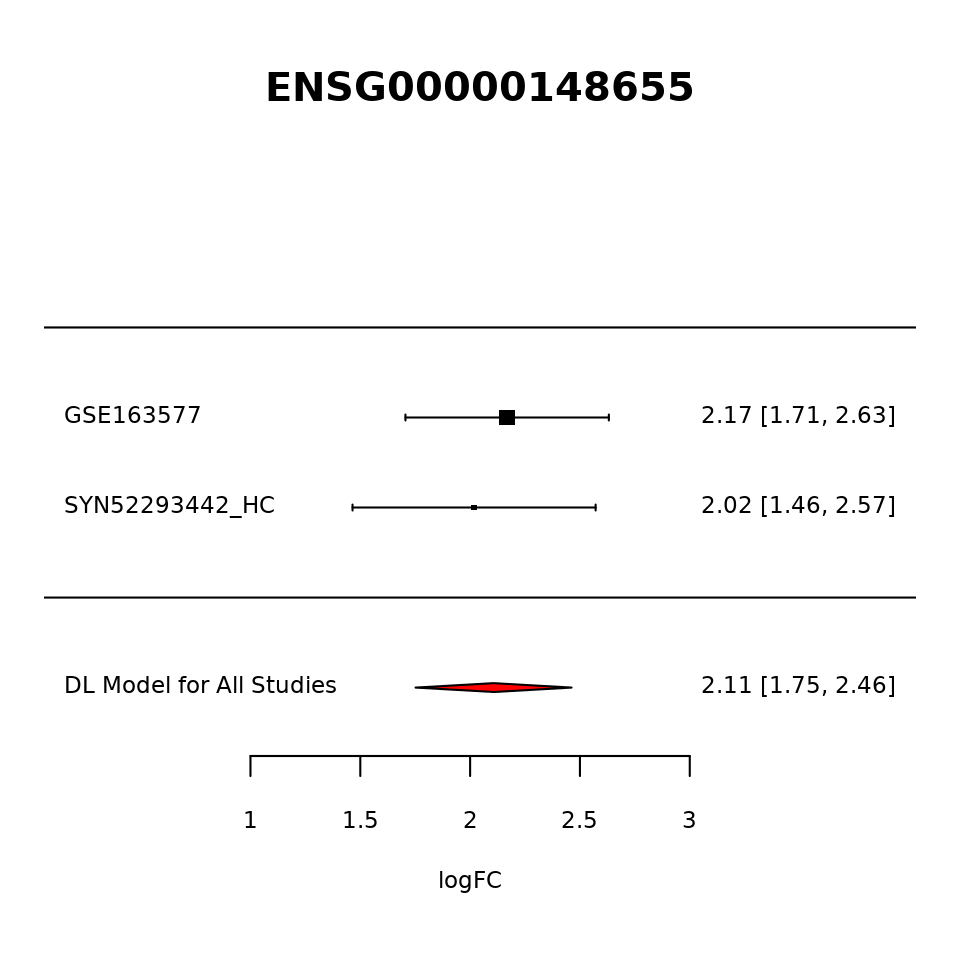 ENSG00000148655
GSE163577 2.17 [1.71, 2.63]
SYN52293442_HC 2.02 [1.46, 2.57]
DL Model for All Studies 2.11 [1.75, 2.46]
1 1.5 2 2.5 3
logFC